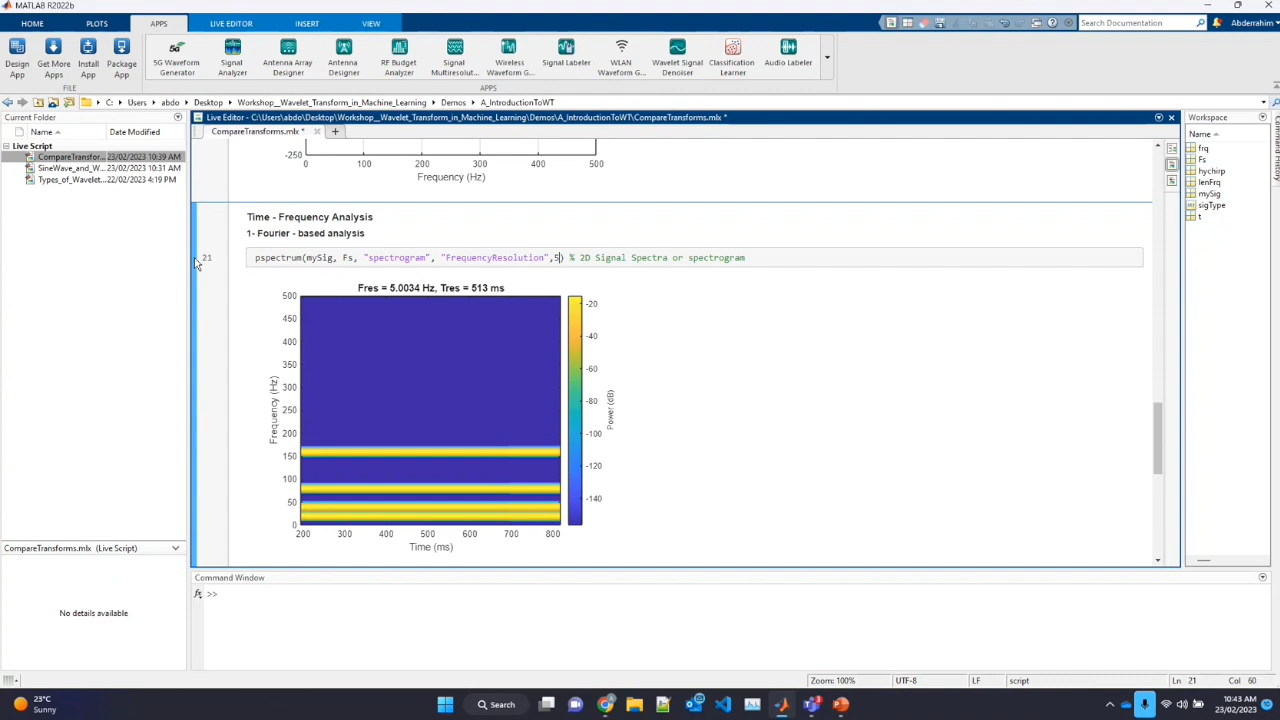 MATLAB R2022b
HOME PLOTS APPS LIVE EDITOR INSERT VIEW
Search Documentation
Abderrahim
Design App
Get More Apps
Install App
Package App
5G Waveform Generator
Signal Analyzer
Antenna Array Designer
Antenna Designer
RF Budget Analyzer
Signal Multiresolut...
Wireless Waveform G...
Signal Labeler
WLAN Waveform G...
Wavelet Signal Denoiser
Classification Learner
Audio Labeler
FILE
APPS
C: Users abdo Desktop Workshop__Wavelet_Transform_in_Machine_Learning Demos A_IntroductionToWT
Current Folder
Name
Date Modified
Live Script
CompareTransfor... 23/02/2023 10:39 AM
SineWave_and_W... 23/02/2023 10:31 AM
Types_of_Wavelet... 22/02/2023 4:19 PM
CompareTransforms.mlx (Live Script)
No details available
Live Editor - C:\Users\abdo\Desktop\Workshop__Wavelet_Transform_in_Machine_Learning\Demos\A_IntroductionToWT\CompareTransforms.mlx *
CompareTransforms.mlx *
-250
0 100 200 300 400 500
Frequency (Hz)
Time - Frequency Analysis
1- Fourier - based analysis
21
pspectrum(mySig, Fs, "spectrogram", "FrequencyResolution",5) % 2D Signal Spectra or spectrogram
Fres = 5.0034 Hz, Tres = 513 ms
500
450
400
350
300
250
200
150
100
50
0
Frequency (Hz)
200 300 400 500 600 700 800
Time (ms)
-20
-40
-60
-80
-100
-120
-140
Power (dB)
Command Window
fx >>
Workspace
Name
frq
Fs
hychirp
lenFrq
mySig
sigType
t
Command History
Zoom: 100% UTF-8 LF script Ln 21 Col 60
23°C
Sunny
Search
10:43 AM
23/02/2023